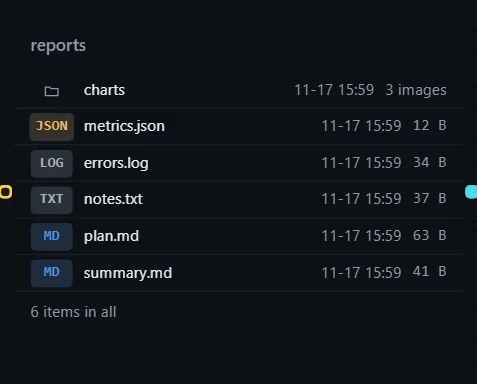 reports
charts 11-17 15:59 3 images
JSON metrics.json 11-17 15:59 12 B
LOG errors.log 11-17 15:59 34 B
TXT notes.txt 11-17 15:59 37 B
MD plan.md 11-17 15:59 63 B
MD summary.md 11-17 15:59 41 B
6 items in all